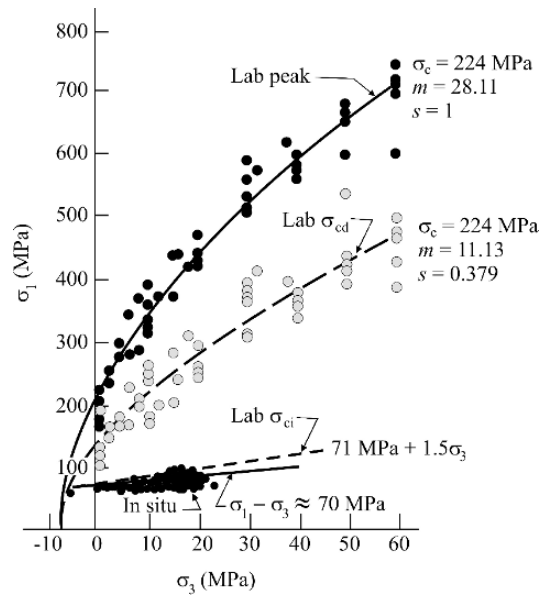 800
700
600
500
400
300
200
100
0
σ₁ (MPa)
Lab peak
σc = 224 MPa
m = 28.11
s = 1
Lab σcd
σc = 224 MPa
m = 11.13
s = 0.379
Lab σci
71 MPa + 1.5σ₃
In situ
σ₁ – σ₃ ≈ 70 MPa
-10 0 10 20 30 40 50 60
σ₃ (MPa)